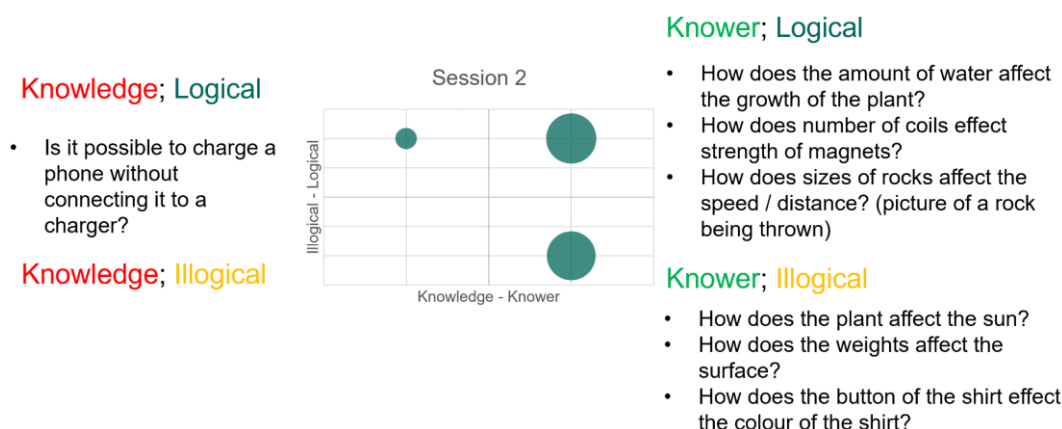 Knowledge; Logical
• Is it possible to charge a
phone without
connecting it to a
charger?
Knowledge; Illogical
Session 2
Illogical - Logical
Knowledge - Knower
Knower; Logical
• How does the amount of water affect
the growth of the plant?
• How does number of coils effect
strength of magnets?
• How does sizes of rocks affect the
speed / distance? (picture of a rock
being thrown)
Knower; Illogical
• How does the plant affect the sun?
• How does the weights affect the
surface?
• How does the button of the shirt effect
the colour of the shirt?